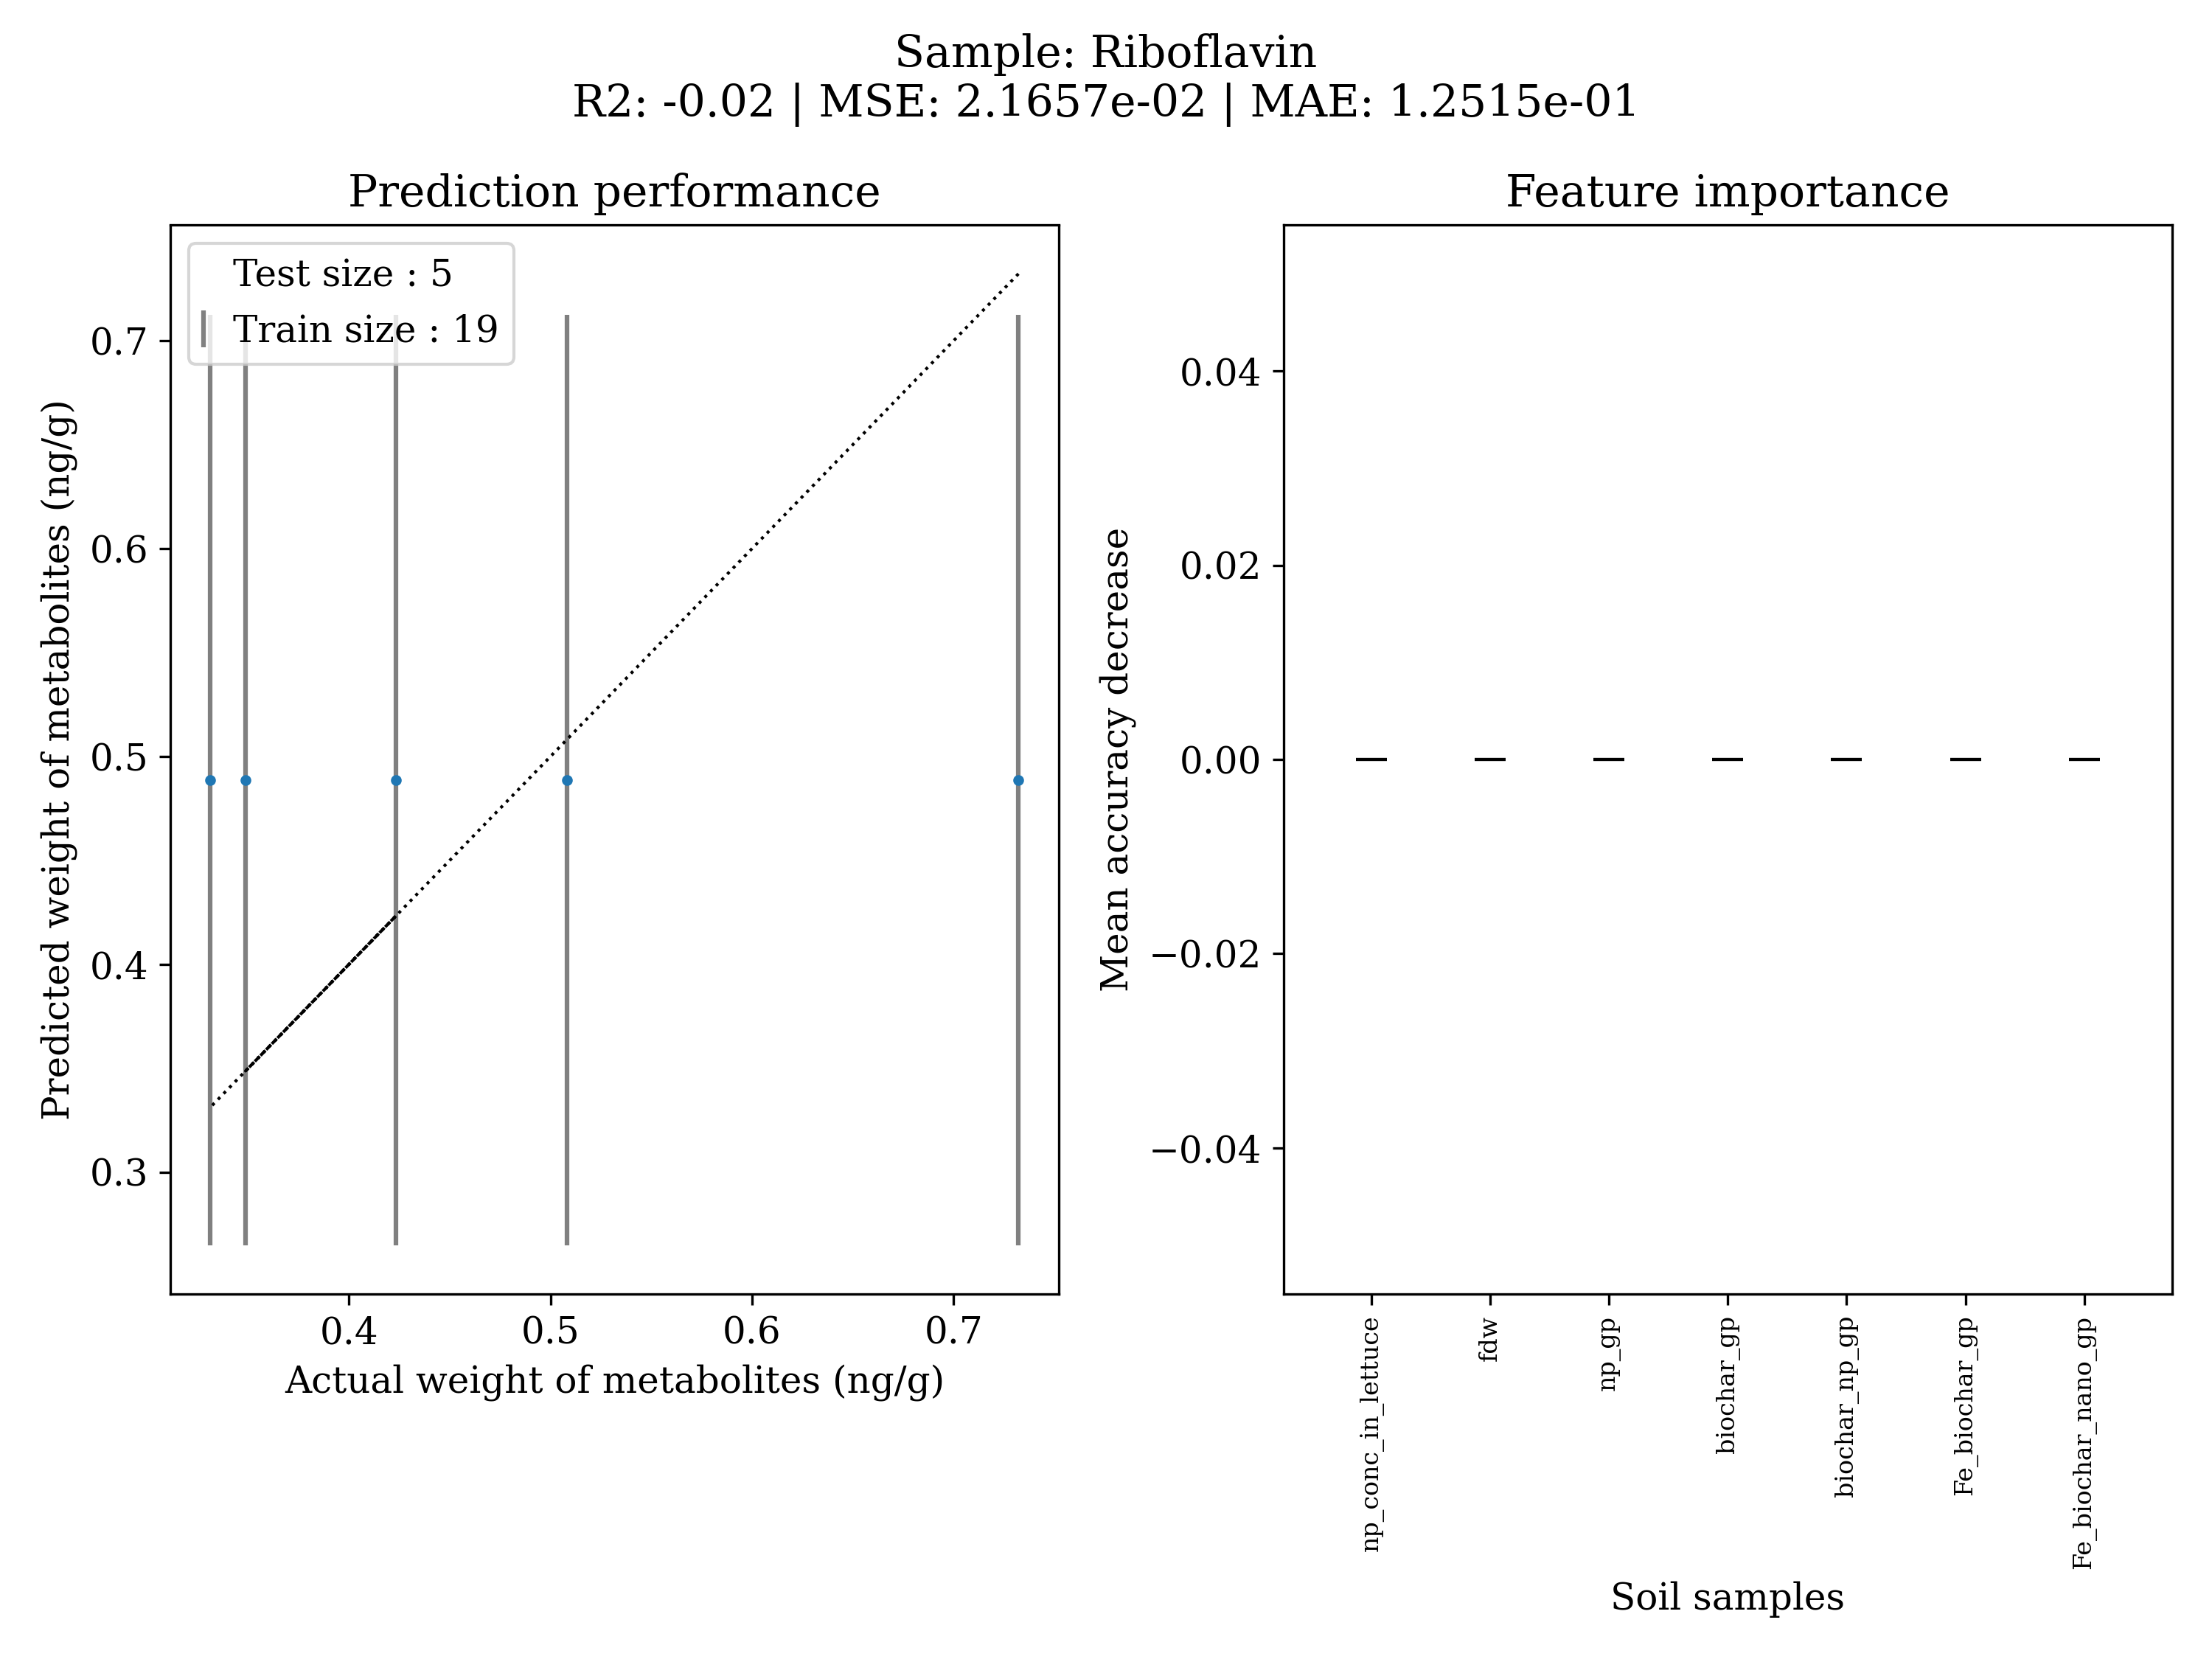 Sample: Riboflavin
R2: -0.02 | MSE: 2.1657e-02 | MAE: 1.2515e-01
Prediction performance
Test size : 5
Train size : 19
0.7
0.6
0.5
0.4
0.3
Predicted weight of metabolites (ng/g)
0.4 0.5 0.6 0.7
Actual weight of metabolites (ng/g)
Feature importance
0.04
0.02
0.00
−0.02
−0.04
Mean accuracy decrease
np_conc_in_lettuce
fdw
np_gp
biochar_gp
biochar_np_gp
Fe_biochar_gp
Fe_biochar_nano_gp
Soil samples